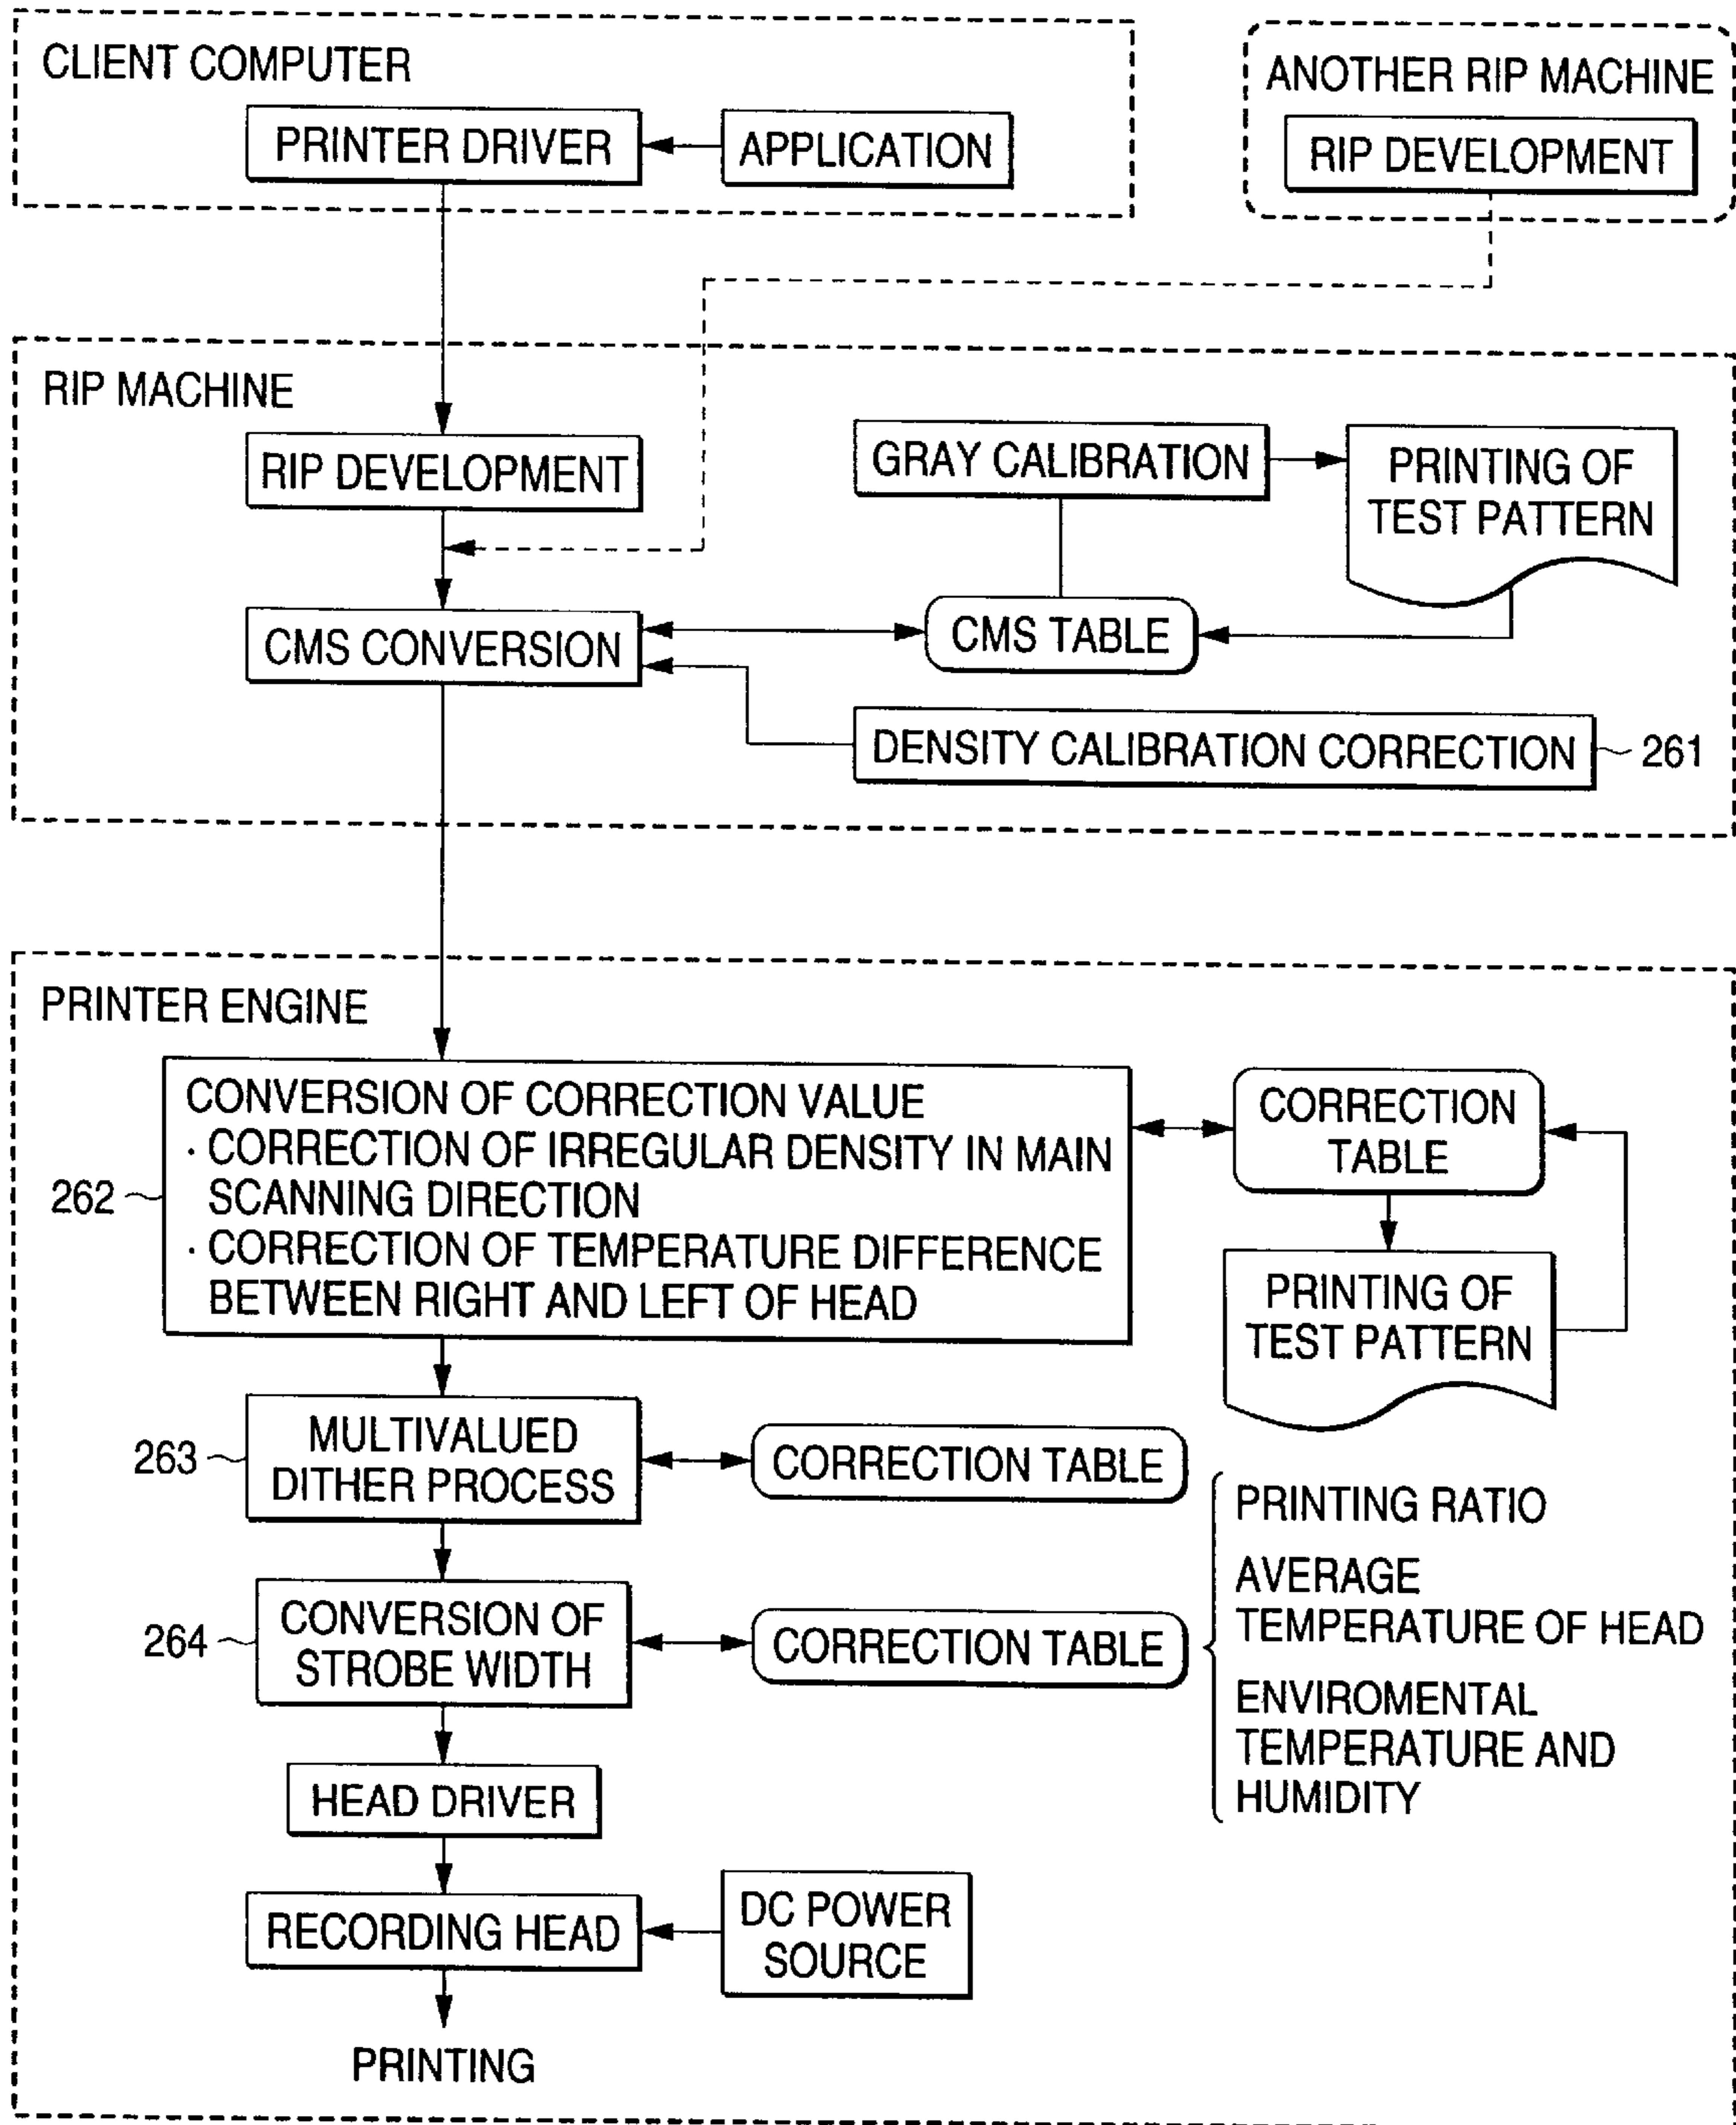 CLIENT COMPUTER
PRINTER DRIVER
APPLICATION
ANOTHER RIP MACHINE
RIP DEVELOPMENT
RIP MACHINE
RIP DEVELOPMENT
GRAY CALIBRATION
PRINTING OF
TEST PATTERN
CMS CONVERSION
CMS TABLE
DENSITY CALIBRATION CORRECTION
261
PRINTER ENGINE
CONVERSION OF CORRECTION VALUE
· CORRECTION OF IRREGULAR DENSITY IN MAIN
SCANNING DIRECTION
· CORRECTION OF TEMPERATURE DIFFERENCE
BETWEEN RIGHT AND LEFT OF HEAD
262
CORRECTION
TABLE
PRINTING OF
TEST PATTERN
263
MULTIVALUED
DITHER PROCESS
CORRECTION TABLE
264
CONVERSION OF
STROBE WIDTH
CORRECTION TABLE
PRINTING RATIO
AVERAGE
TEMPERATURE OF HEAD
ENVIROMENTAL
TEMPERATURE AND
HUMIDITY
HEAD DRIVER
RECORDING HEAD
DC POWER
SOURCE
PRINTING